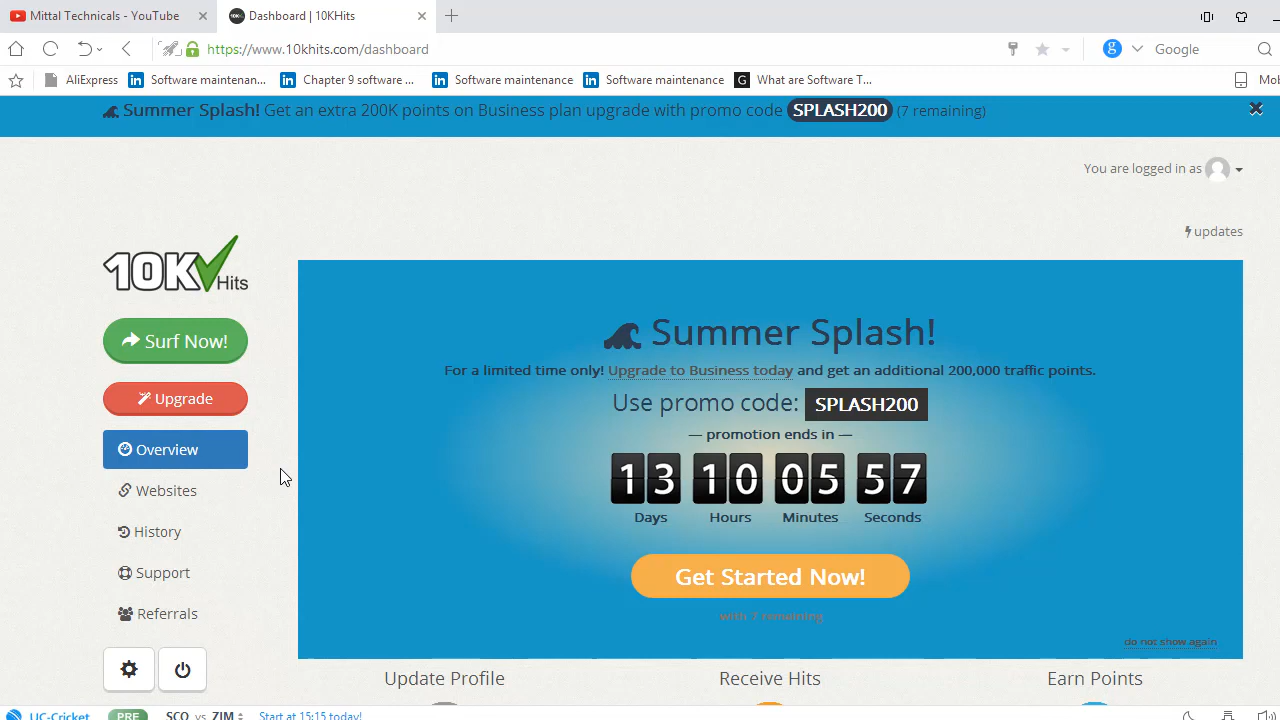 Mittal Technicals - YouTube
Dashboard | 10KHits
https://www.10khits.com/dashboard
Google
AliExpress
Software maintenan...
Chapter 9 software ...
Software maintenance
Software maintenance
What are Software T...
Mob
Summer Splash! Get an extra 200K points on Business plan upgrade with promo code SPLASH200 (7 remaining)
You are logged in as
updates
10K Hits
Surf Now!
Upgrade
Overview
Websites
History
Support
Referrals
Summer Splash!
For a limited time only! Upgrade to Business today and get an additional 200,000 traffic points.
Use promo code: SPLASH200
— promotion ends in —
13 10 05 57
Days Hours Minutes Seconds
Get Started Now!
with 7 remaining
do not show again
Update Profile
Receive Hits
Earn Points
UC-Cricket
PRE
SCO vs ZIM
Start at 15:15 today!